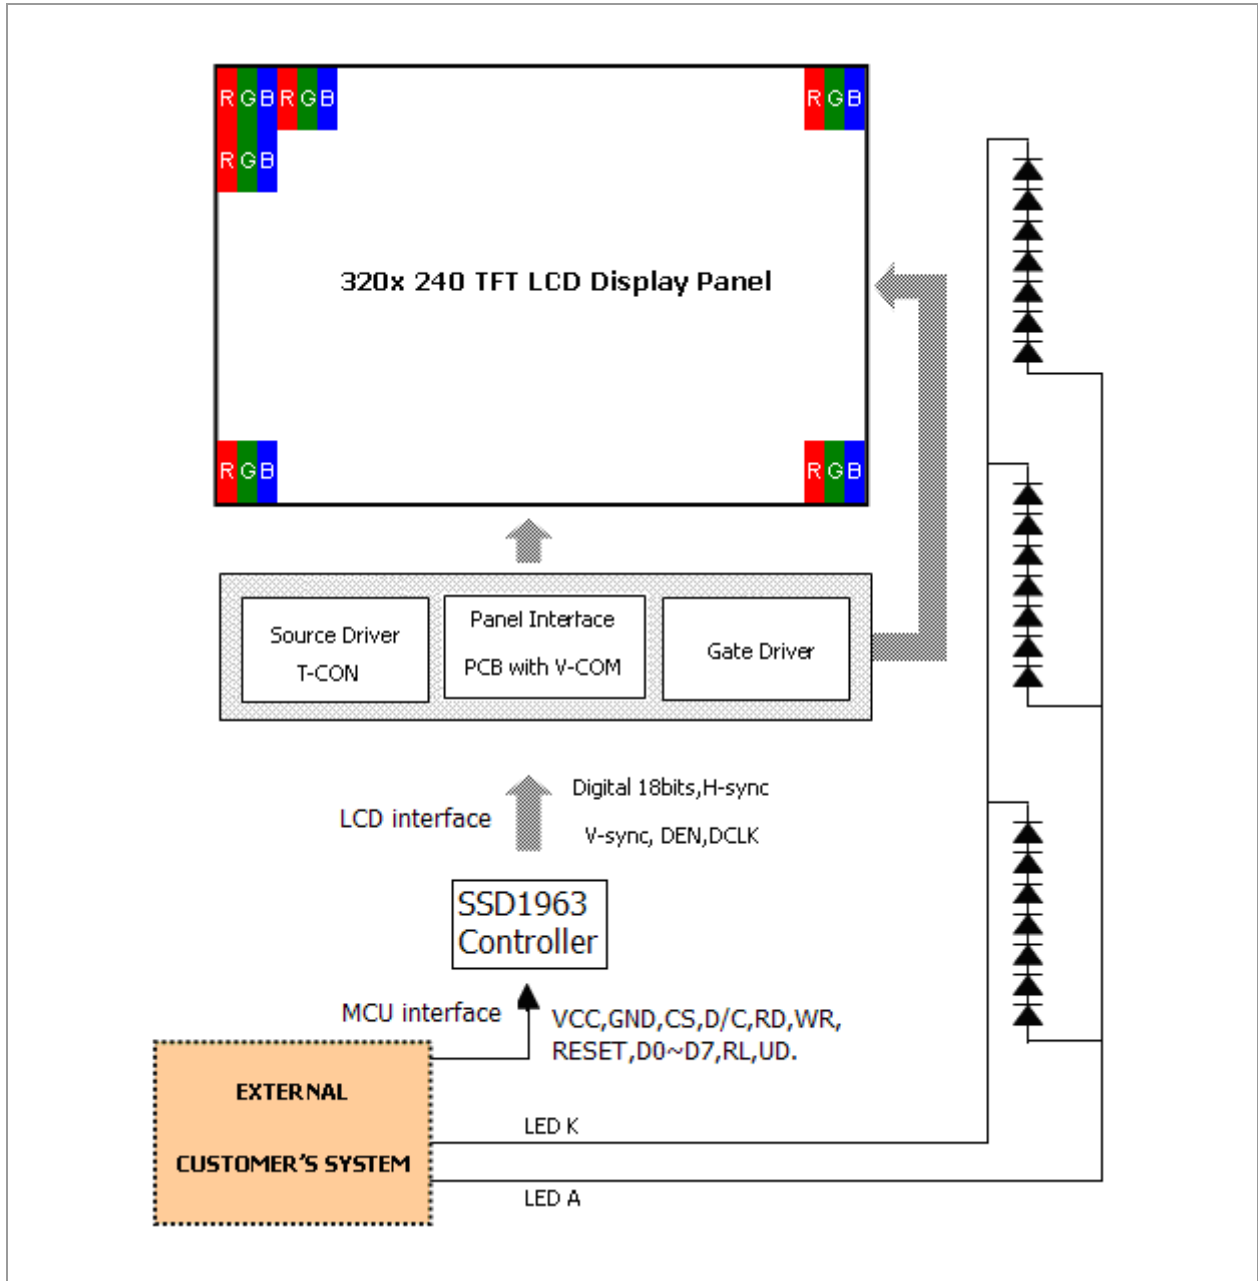 RGBRGB
RGB
RGB
320x 240 TFT LCD Display Panel
RGB
RGB
Source Driver
T-CON
Panel Interface
PCB with V-COM
Gate Driver
LCD interface
Digital 18bits,H-sync
V-sync, DEN,DCLK
SSD1963
Controller
MCU interface
VCC,GND,CS,D/C,RD,WR,
RESET,D0~D7,RL,UD.
EXTERNAL
CUSTOMER'S SYSTEM
LED K
LED A